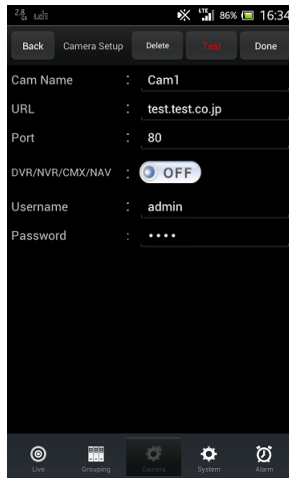 86% 16:34
Back Camera Setup Delete Test Done
Cam Name : Cam1
URL : test.test.co.jp
Port : 80
DVR/NVR/CMX/NAV : OFF
Username : admin
Password : ••••
Live Grouping Camera System Alarm